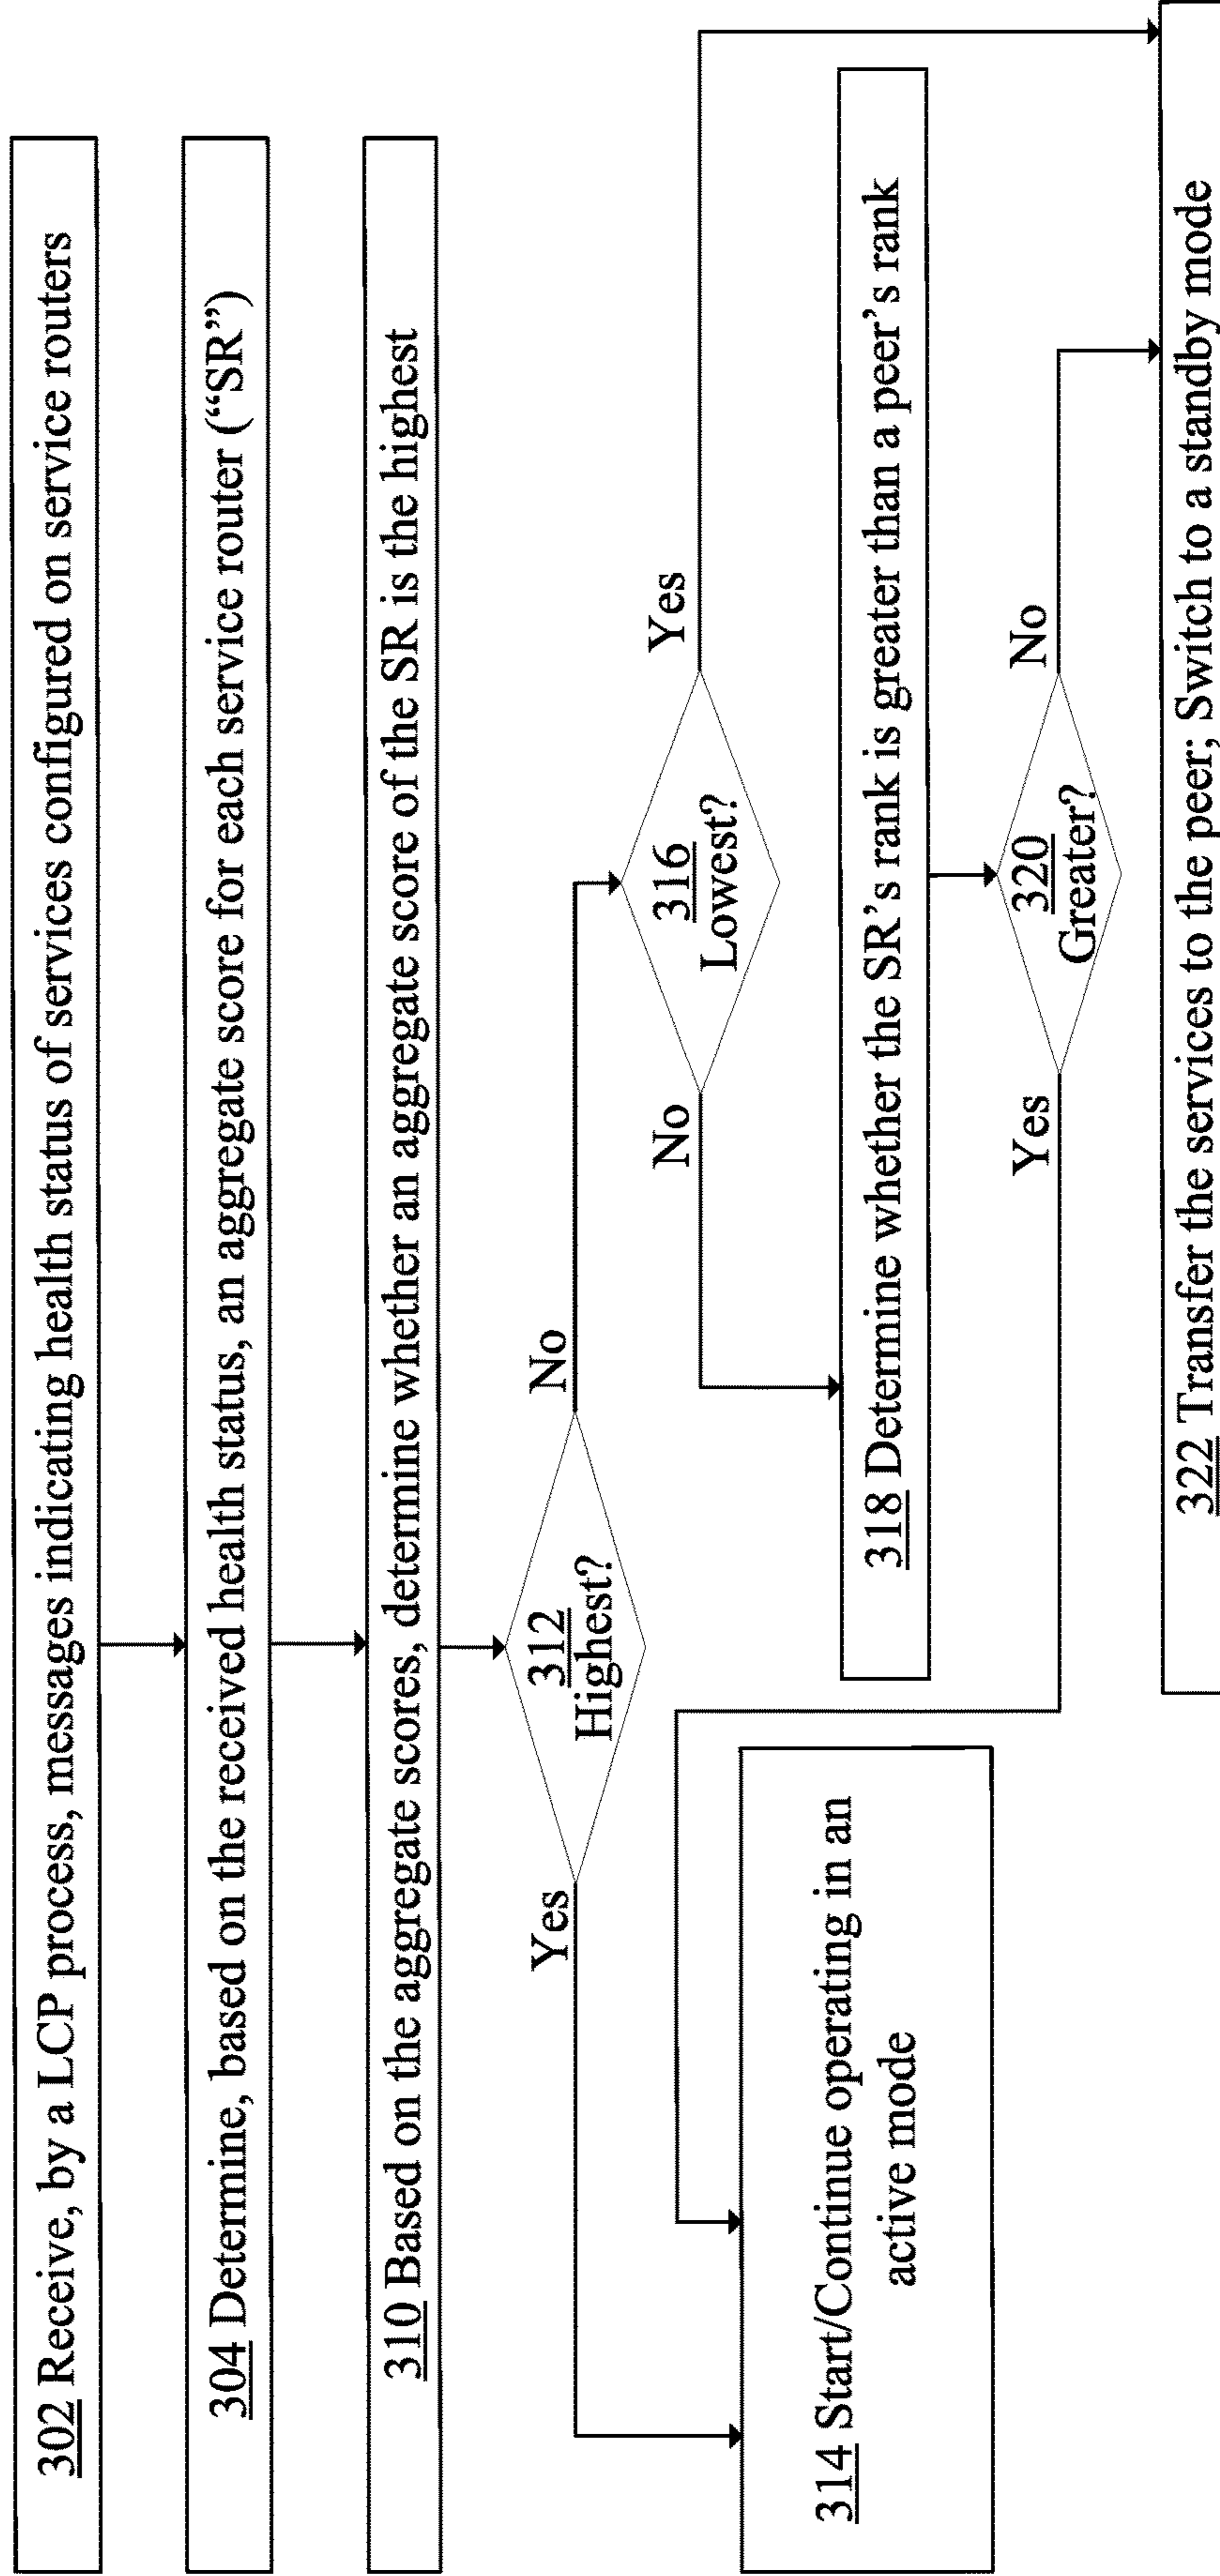 302 Receive, by a LCP process, messages indicating health status of services configured on service routers
304 Determine, based on the received health status, an aggregate score for each service router (“SR”)
310 Based on the aggregate scores, determine whether an aggregate score of the SR is the highest
312
Highest?
Yes
No
316
Lowest?
No
Yes
314 Start/Continue operating in an
active mode
318 Determine whether the SR’s rank is greater than a peer’s rank
320
Greater?
Yes
No
322 Transfer the services to the peer; Switch to a standby mode